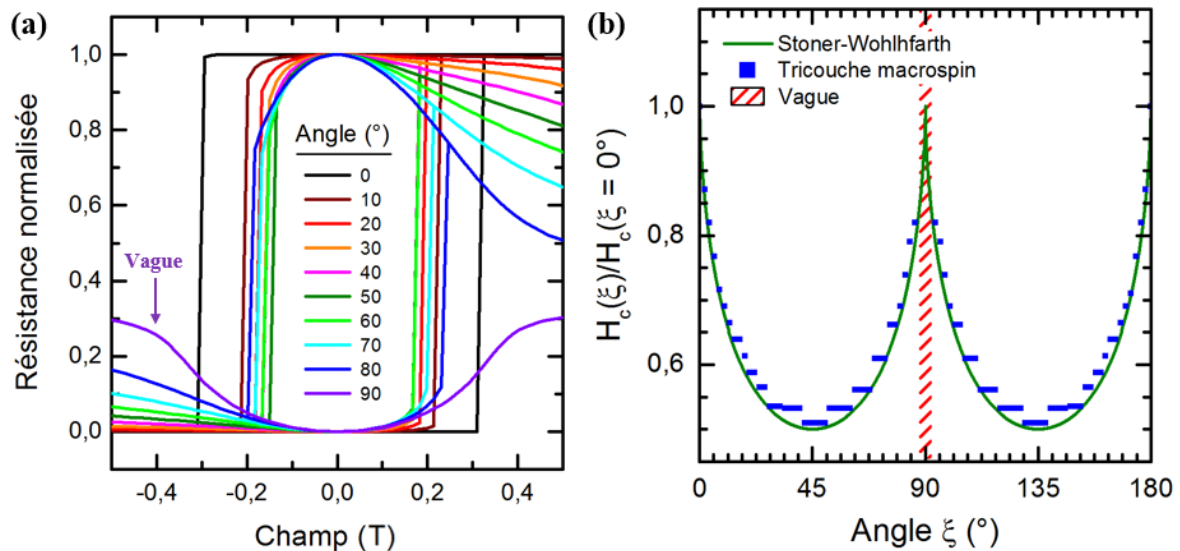 (a)
1,0
0,8
0,6
0,4
0,2
0,0
Résistance normalisée
Angle (°)
0
10
20
30
40
50
60
70
80
90
Vague
-0,4
-0,2
0,0
0,2
0,4
Champ (T)
(b)
Stoner-Wohlhfarth
Tricouche macrospin
Vague
1,0
0,8
0,6
H_c(ξ)/H_c(ξ = 0°)
0
45
90
135
180
Angle ξ (°)